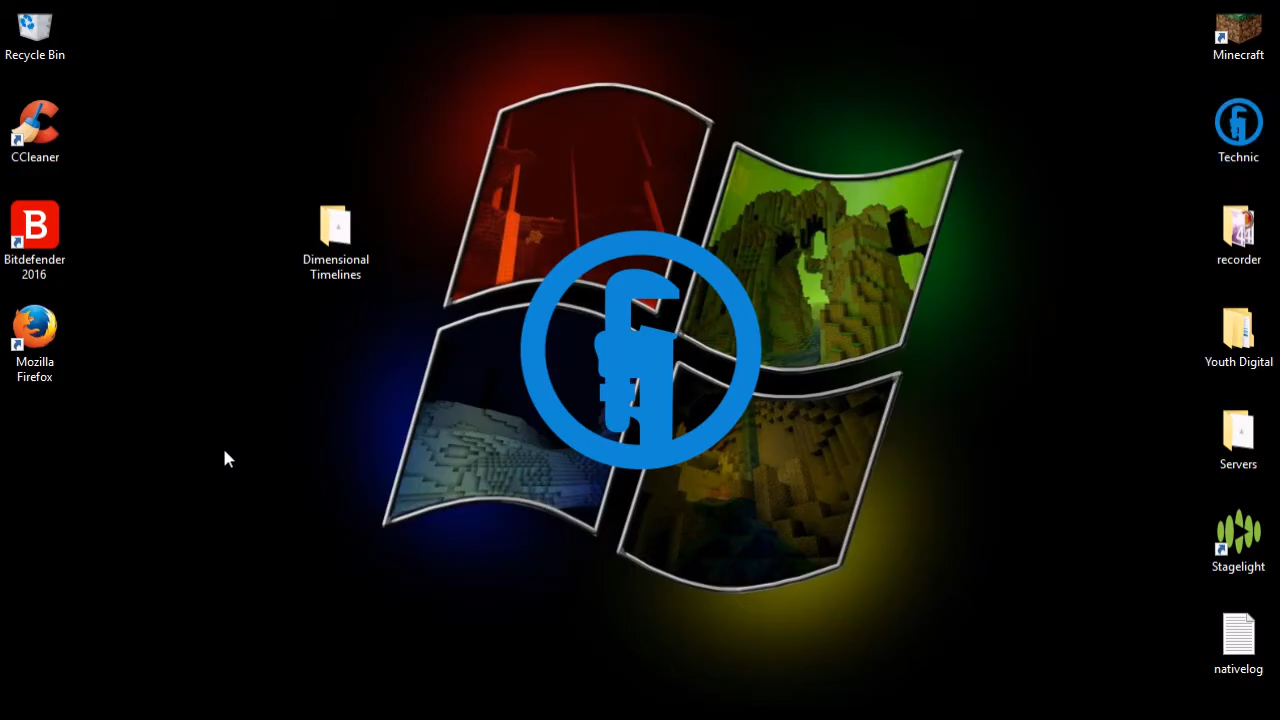 Recycle Bin
CCleaner
Bitdefender
2016
Mozilla
Firefox
Dimensional
Timelines
Minecraft
Technic
recorder
Youth Digital
Servers
Stagelight
nativelog